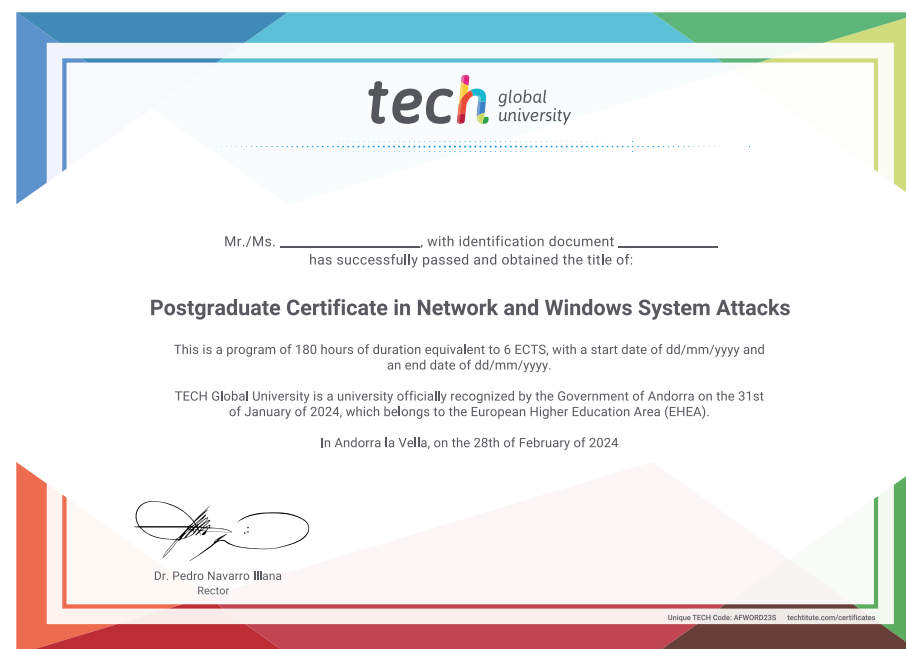 tech global university
Mr./Ms. ____________________, with identification document ______________
has successfully passed and obtained the title of:
Postgraduate Certificate in Network and Windows System Attacks
This is a program of 180 hours of duration equivalent to 6 ECTS, with a start date of dd/mm/yyyy and
an end date of dd/mm/yyyy.
TECH Global University is a university officially recognized by the Government of Andorra on the 31st
of January of 2024, which belongs to the European Higher Education Area (EHEA).
In Andorra la Vella, on the 28th of February of 2024
Dr. Pedro Navarro Illana
Rector
Unique TECH Code: AFWORD23S techtitute.com/certificates